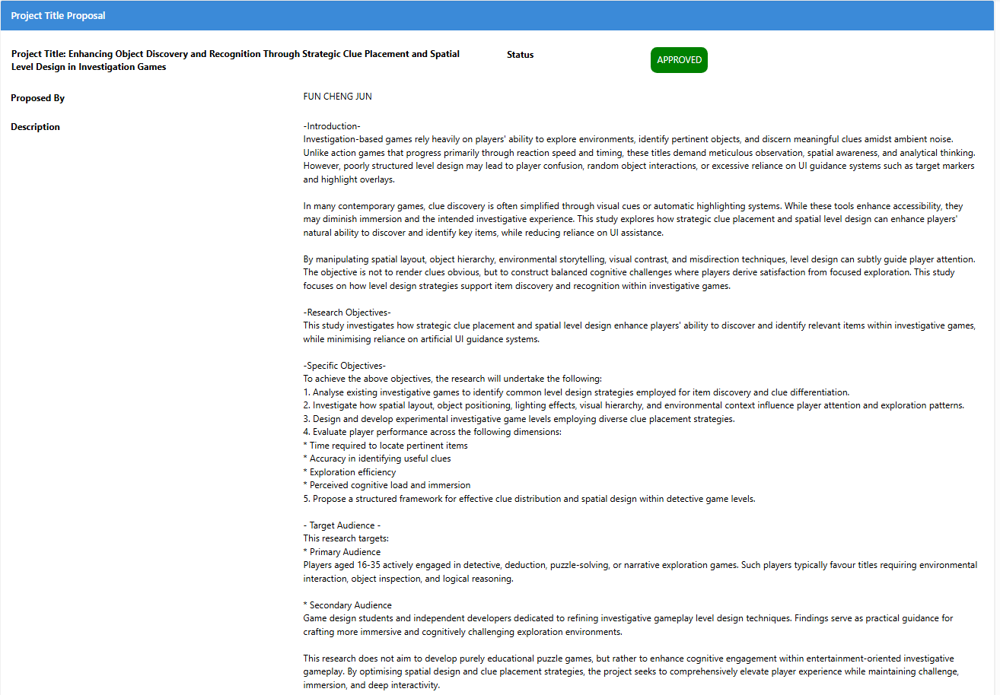 Project Title Proposal
Project Title: Enhancing Object Discovery and Recognition Through Strategic Clue Placement and Spatial
Level Design in Investigation Games
Status
APPROVED
Proposed By
FUN CHENG JUN
Description
-Introduction-
Investigation-based games rely heavily on players' ability to explore environments, identify pertinent objects, and discern meaningful clues amidst ambient noise.
Unlike action games that progress primarily through reaction speed and timing, these titles demand meticulous observation, spatial awareness, and analytical thinking.
However, poorly structured level design may lead to player confusion, random object interactions, or excessive reliance on UI guidance systems such as target markers
and highlight overlays.
In many contemporary games, clue discovery is often simplified through visual cues or automatic highlighting systems. While these tools enhance accessibility, they
may diminish immersion and the intended investigative experience. This study explores how strategic clue placement and spatial level design can enhance players'
natural ability to discover and identify key items, while reducing reliance on UI assistance.
By manipulating spatial layout, object hierarchy, environmental storytelling, visual contrast, and misdirection techniques, level design can subtly guide player attention.
The objective is not to render clues obvious, but to construct balanced cognitive challenges where players derive satisfaction from focused exploration. This study
focuses on how level design strategies support item discovery and recognition within investigative games.
-Research Objectives-
This study investigates how strategic clue placement and spatial level design enhance players' ability to discover and identify relevant items within investigative games,
while minimising reliance on artificial UI guidance systems.
-Specific Objectives-
To achieve the above objectives, the research will undertake the following:
1. Analyse existing investigative games to identify common level design strategies employed for item discovery and clue differentiation.
2. Investigate how spatial layout, object positioning, lighting effects, visual hierarchy, and environmental context influence player attention and exploration patterns.
3. Design and develop experimental investigative game levels employing diverse clue placement strategies.
4. Evaluate player performance across the following dimensions:
* Time required to locate pertinent items
* Accuracy in identifying useful clues
* Exploration efficiency
* Perceived cognitive load and immersion
5. Propose a structured framework for effective clue distribution and spatial design within detective game levels.
- Target Audience -
This research targets:
* Primary Audience
Players aged 16-35 actively engaged in detective, deduction, puzzle-solving, or narrative exploration games. Such players typically favour titles requiring environmental
interaction, object inspection, and logical reasoning.
* Secondary Audience
Game design students and independent developers dedicated to refining investigative gameplay level design techniques. Findings serve as practical guidance for
crafting more immersive and cognitively challenging exploration environments.
This research does not aim to develop purely educational puzzle games, but rather to enhance cognitive engagement within entertainment-oriented investigative
gameplay. By optimising spatial design and clue placement strategies, the project seeks to comprehensively elevate player experience while maintaining challenge,
immersion, and deep interactivity.